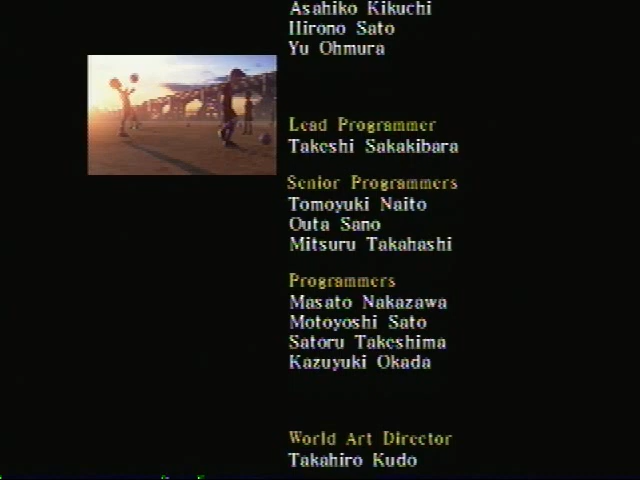 Asahiko Kikuchi
Hirono Sato
Yu Ohmura
Lead Programmer
Takeshi Sakakibara
Senior Programmers
Tomoyuki Naito
Outa Sano
Mitsuru Takahashi
Programmers
Masato Nakazawa
Motoyoshi Sato
Satoru Takeshima
Kazuyuki Okada
World Art Director
Takahiro Kudo